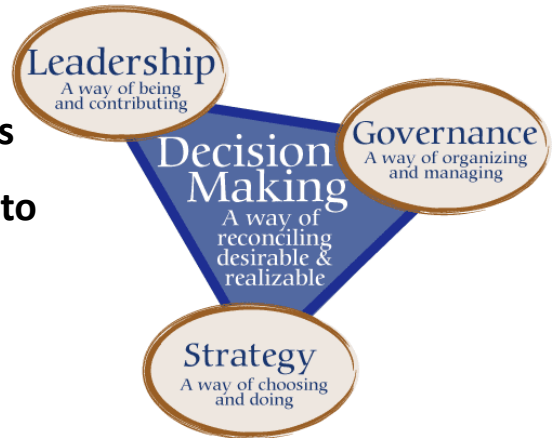 Leadership
A way of being
and contributing
s
to
Governance
A way of organizing
and managing
Decision
Making
A way of
reconciling
desirable &
realizable
Strategy
A way of choosing
and doing